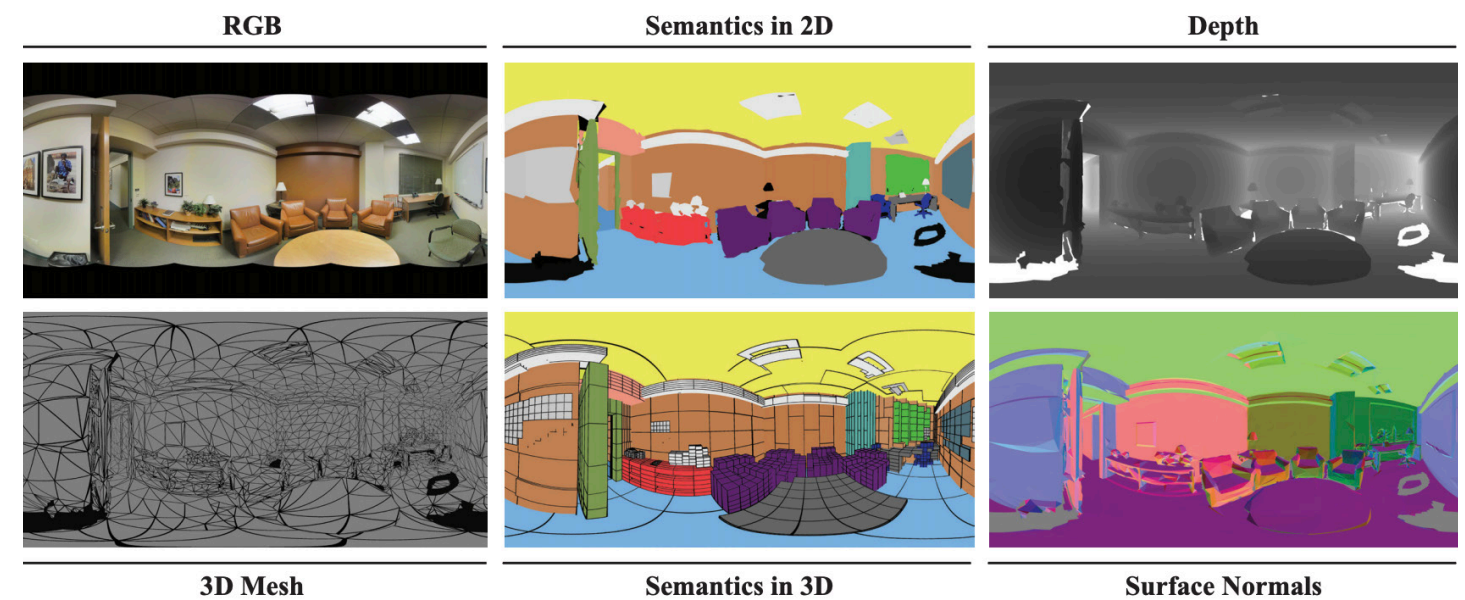 RGB
Semantics in 2D
Depth
3D Mesh
Semantics in 3D
Surface Normals